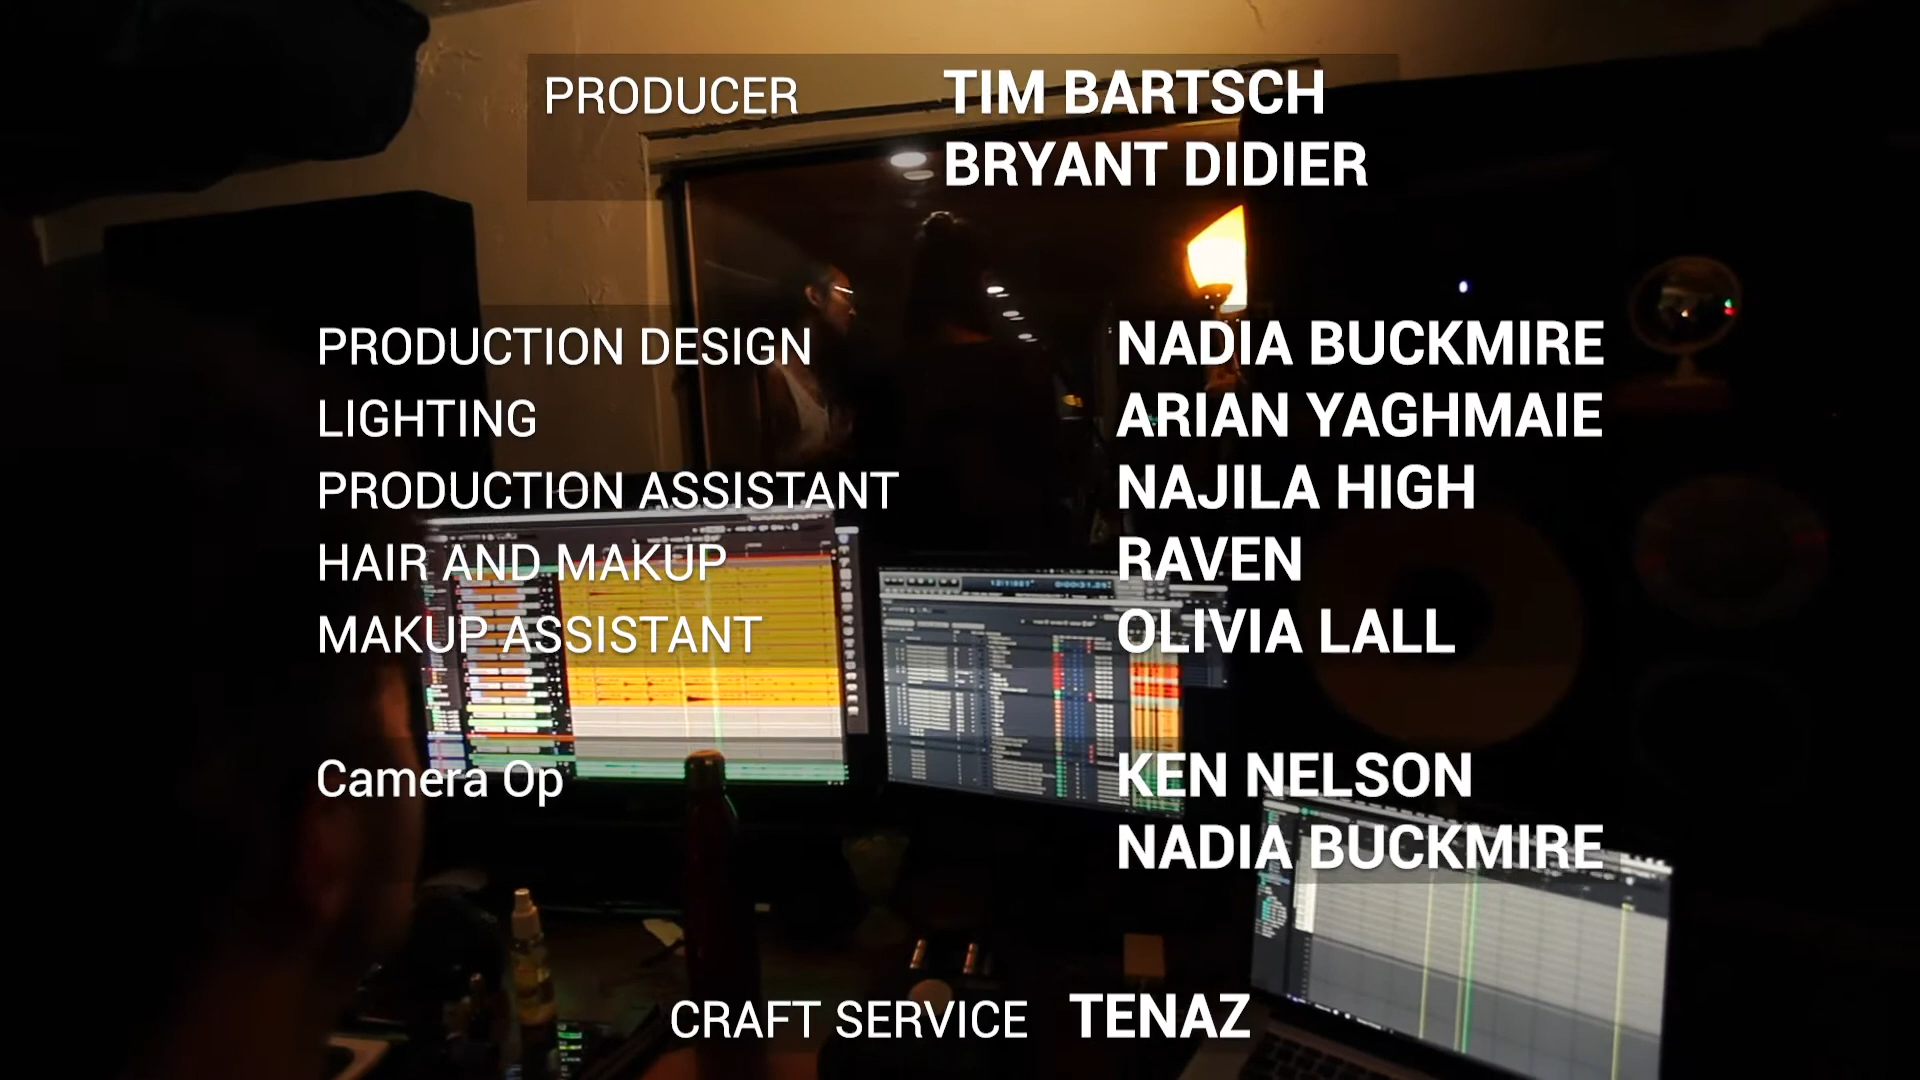 PRODUCER TIM BARTSCH
BRYANT DIDIER
PRODUCTION DESIGN NADIA BUCKMIRE
LIGHTING ARIAN YAGHMAIE
PRODUCTION ASSISTANT NAJILA HIGH
HAIR AND MAKUP RAVEN
MAKUP ASSISTANT OLIVIA LALL
Camera Op KEN NELSON
NADIA BUCKMIRE
CRAFT SERVICE TENAZ